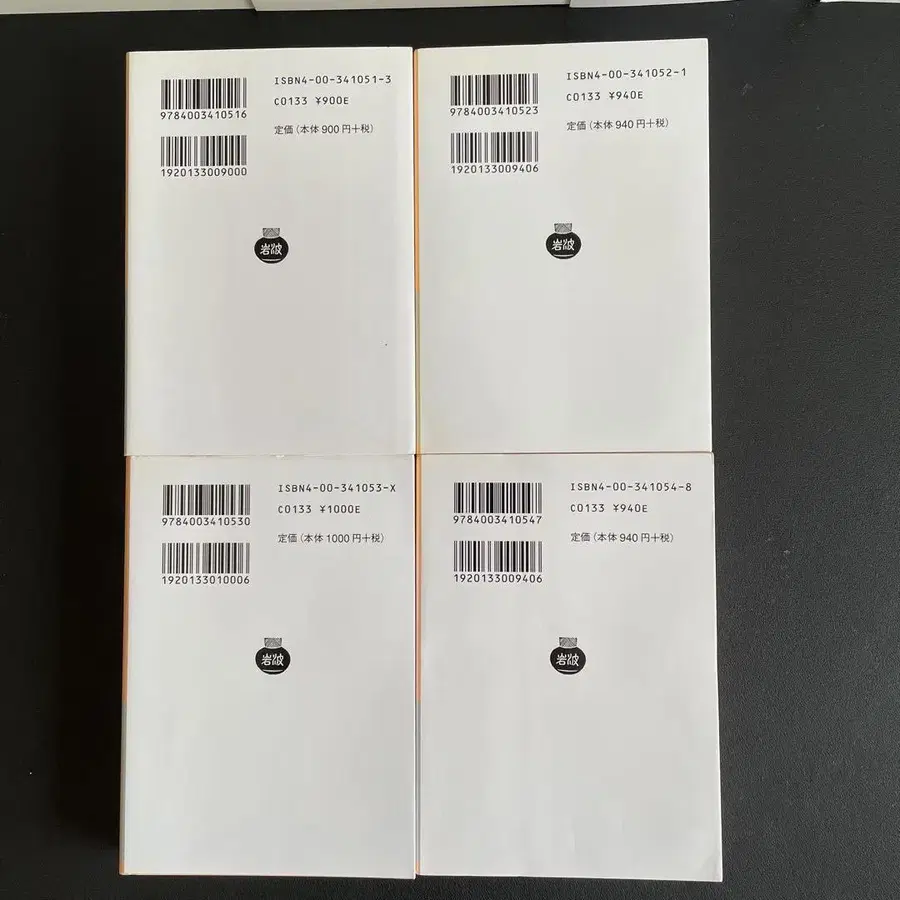 ISBN4-00-341051-3
C0133 ¥900E
定価(本体 900 円+税)
9784003410516
1920133009000
岩波
ISBN4-00-341052-1
C0133 ¥940E
定価(本体 940 円+税)
9784003410523
1920133009406
岩波
ISBN4-00-341053-X
C0133 ¥1000E
定価(本体 1000 円+税)
9784003410530
1920133010006
岩波
ISBN4-00-341054-8
C0133 ¥940E
定価(本体 940 円+税)
9784003410547
1920133009406
岩波